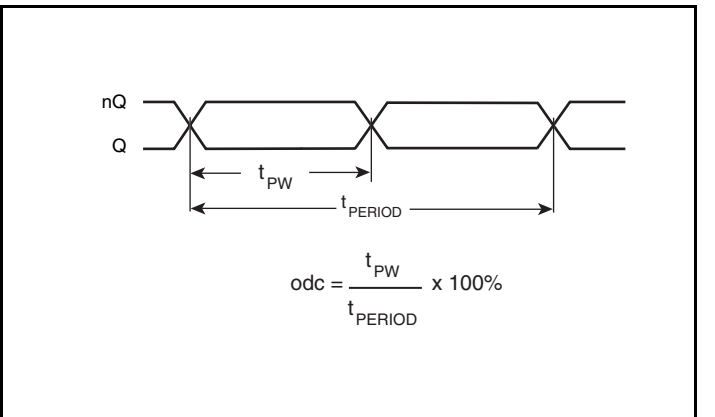 nQ
Q
tPW
tPERIOD
odc = tPW / tPERIOD x 100%